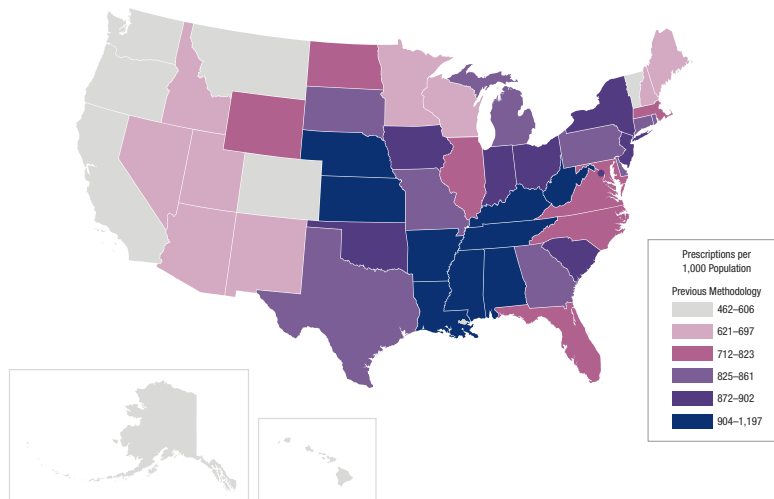 Prescriptions per
1,000 Population
Previous Methodology
462–606
621–697
712–823
825–861
872–902
904–1,197